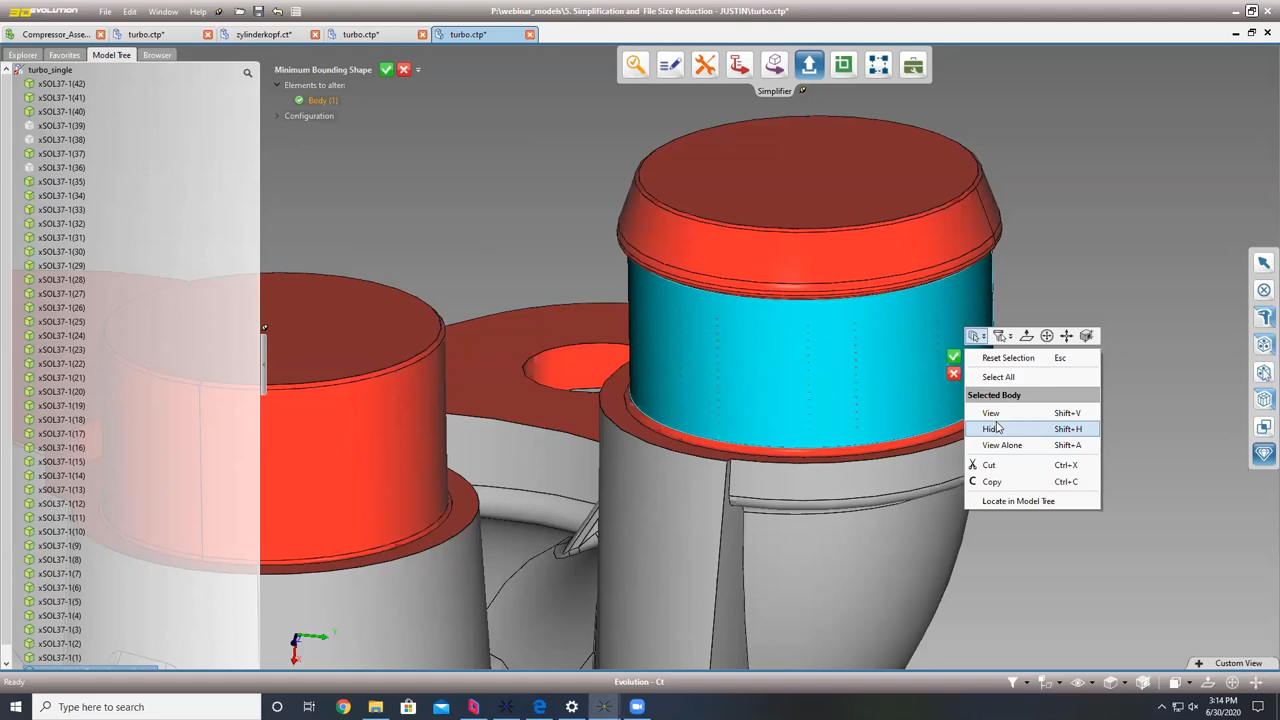 3DEVOLUTION File Edit Window Help P:\webinar_models\5. Simplification and File Size Reduction - JUSTIN\turbo.ctp*
Compressor_Asse... turbo.ctp* zylinderkopf.ct* turbo.ctp* turbo.ctp*
Explorer Favorites Model Tree Browser
turbo_single
xSOL37-1(42)
xSOL37-1(41)
xSOL37-1(40)
xSOL37-1(39)
xSOL37-1(38)
xSOL37-1(37)
xSOL37-1(36)
xSOL37-1(35)
xSOL37-1(34)
xSOL37-1(33)
xSOL37-1(32)
xSOL37-1(31)
xSOL37-1(30)
xSOL37-1(29)
xSOL37-1(28)
xSOL37-1(27)
xSOL37-1(26)
xSOL37-1(25)
xSOL37-1(24)
xSOL37-1(23)
xSOL37-1(22)
xSOL37-1(21)
xSOL37-1(20)
xSOL37-1(19)
xSOL37-1(18)
xSOL37-1(17)
xSOL37-1(16)
xSOL37-1(15)
xSOL37-1(14)
xSOL37-1(13)
xSOL37-1(12)
xSOL37-1(11)
xSOL37-1(10)
xSOL37-1(9)
xSOL37-1(8)
xSOL37-1(7)
xSOL37-1(6)
xSOL37-1(5)
xSOL37-1(4)
xSOL37-1(3)
xSOL37-1(2)
xSOL37-1(1)
Minimum Bounding Shape
Elements to alter:
Body (1)
Configuration
Simplifier
Reset Selection Esc
Select All
Selected Body
View Shift+V
Hide Shift+H
View Alone Shift+A
Cut Ctrl+X
C Copy Ctrl+C
Locate in Model Tree
Y
X
Custom View
Ready Evolution - Ct
Type here to search
3:14 PM
6/30/2020